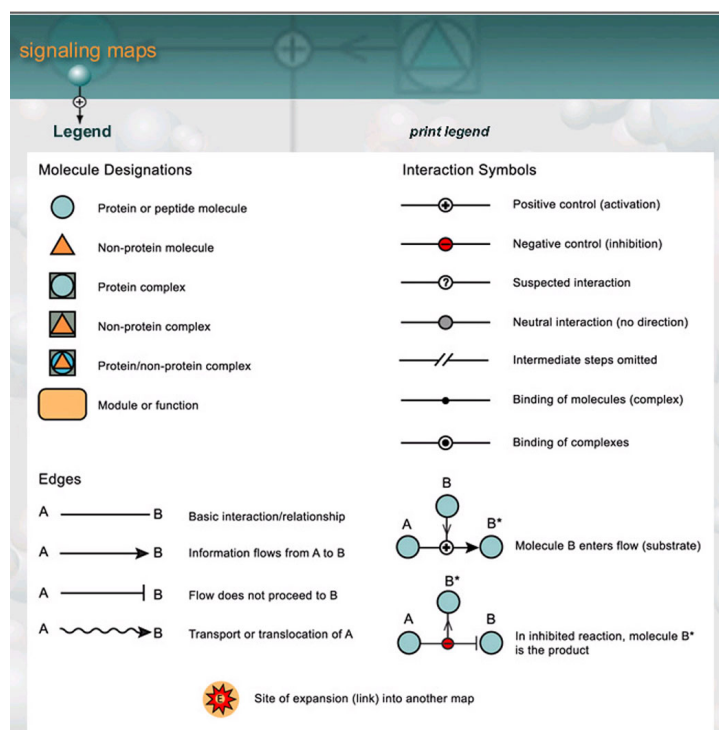 signaling maps
Legend
print legend
Molecule Designations
Protein or peptide molecule
Non-protein molecule
Protein complex
Non-protein complex
Protein/non-protein complex
Module or function
Interaction Symbols
Positive control (activation)
Negative control (inhibition)
?
Suspected interaction
Neutral interaction (no direction)
Intermediate steps omitted
Binding of molecules (complex)
Binding of complexes
Edges
A B Basic interaction/relationship
A B Information flows from A to B
A B Flow does not proceed to B
A B Transport or translocation of A
B
A B*
Molecule B enters flow (substrate)
B*
A B
In inhibited reaction, molecule B*
is the product
E Site of expansion (link) into another map